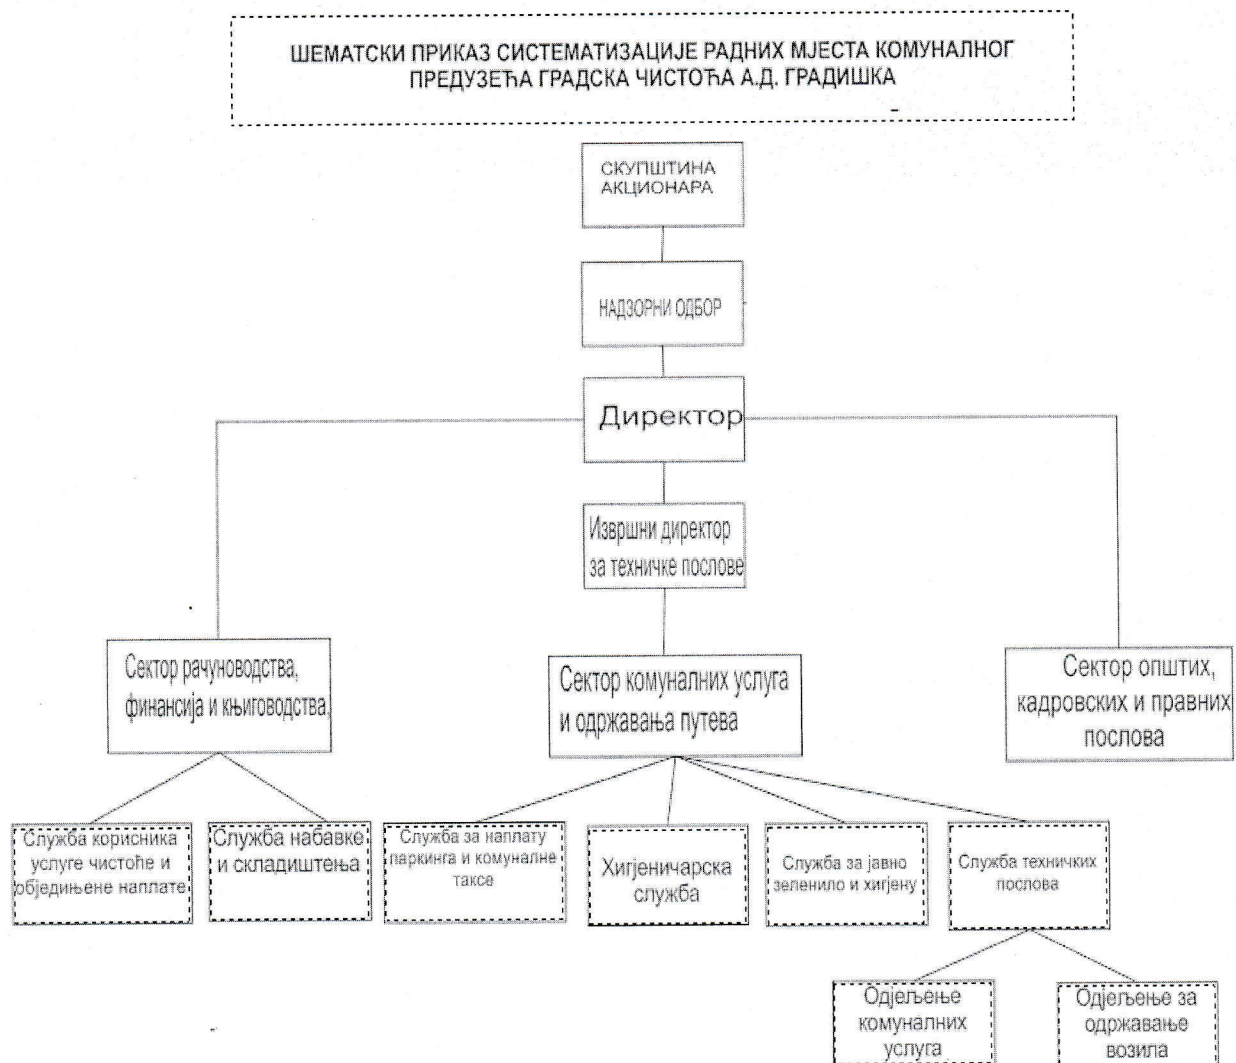 ШЕМАТСКИ ПРИКАЗ СИСТЕМАТИЗАЦИЈЕ РАДНИХ МЈЕСТА КОМУНАЛНОГ
ПРЕДУЗЕЋА ГРАДСКА ЧИСТОЋА А.Д. ГРАДИШКА
СКУПШТИНА
АКЦИОНАРА
НАДЗОРНИ ОДБОР
Директор
Извршни директор
за техничке послове
Сектор рачуноводства,
финансија и књиговодства,
Сектор комуналних услуга
и одржавања путева
Сектор општих,
кадровских и правних
послова
Служба корисника
услуге чистоће и
обједињене наплате
Служба набавке
и складиштења
Служба за наплату
паркинга и комуналне
таксе
Хигјеничарска
служба
Служба за јавно
зеленило и хигјену
Служба техничких
послова
Одјељење
комуналних
услуга
Одјељење за
одржавање
возила